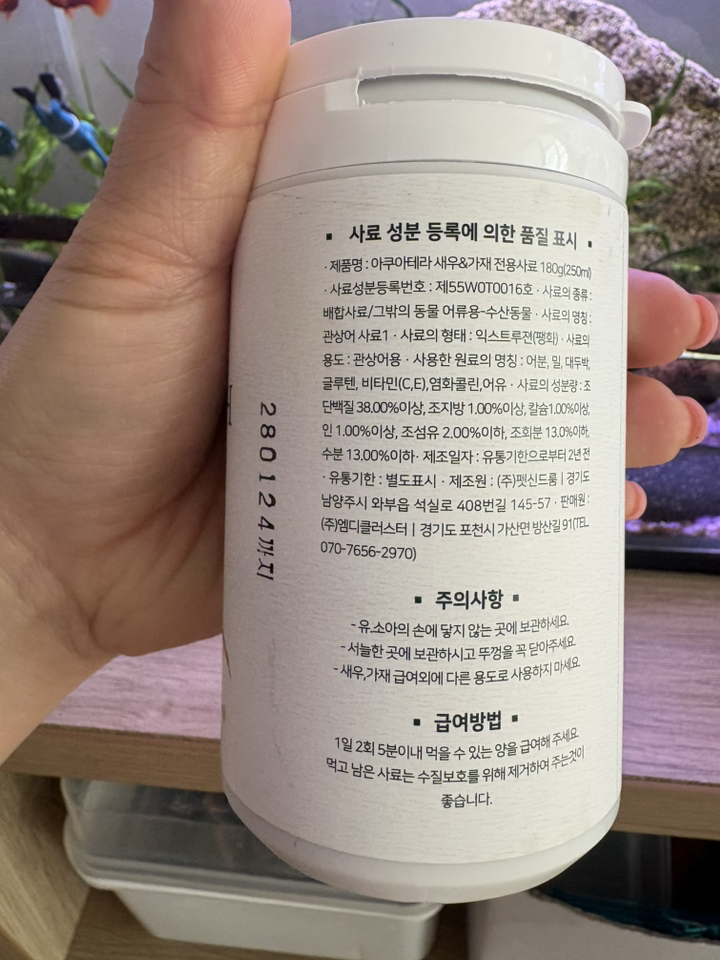 ▪ 사료 성분 등록에 의한 품질 표시 ▪
· 제품명 : 아쿠아테라 새우&가재 전용사료 180g(250ml)
· 사료성분등록번호 : 제55W0T0016호 · 사료의 종류 :
배합사료/그밖의 동물 어류용-수산동물 · 사료의 명칭 :
관상어 사료1 · 사료의 형태 : 익스트루젼(팽화) · 사료의
용도 : 관상어용 · 사용한 원료의 명칭 : 어분, 밀, 대두박,
글루텐, 비타민(C,E),염화콜린,어유 · 사료의 성분량 : 조
단백질 38.00%이상, 조지방 1.00%이상, 칼슘1.00%이상,
인 1.00%이상, 조섬유 2.00%이하, 조회분 13.0%이하,
수분 13.00%이하· 제조일자 : 유통기한으로부터 2년 전
· 유통기한 : 별도표시 · 제조원 : (주)펫신드룸 | 경기도
남양주시 와부읍 석실로 408번길 145-57 · 판매원 :
(주)엠디클러스터 | 경기도 포천시 가산면 방산길 91(TEL.
070-7656-2970)
▪ 주의사항 ▪
- 유.소아의 손에 닿지 않는 곳에 보관하세요.
- 서늘한 곳에 보관하시고 뚜껑을 꼭 닫아주세요.
- 새우,가재 급여외에 다른 용도로 사용하지 마세요.
▪ 급여방법 ▪
1일 2회 5분이내 먹을 수 있는 양을 급여해 주세요.
먹고 남은 사료는 수질보호를 위해 제거하여 주는것이
좋습니다.
280124까지